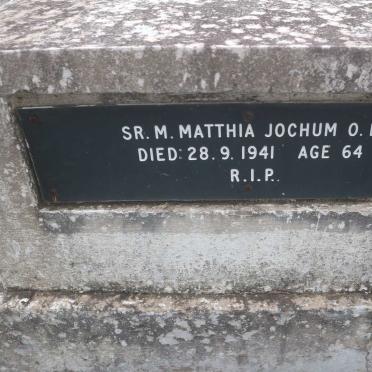 SR. M. MATTHIA JOCHUM O.
DIED: 28. 9. 1941 AGE 64
R.I.P.